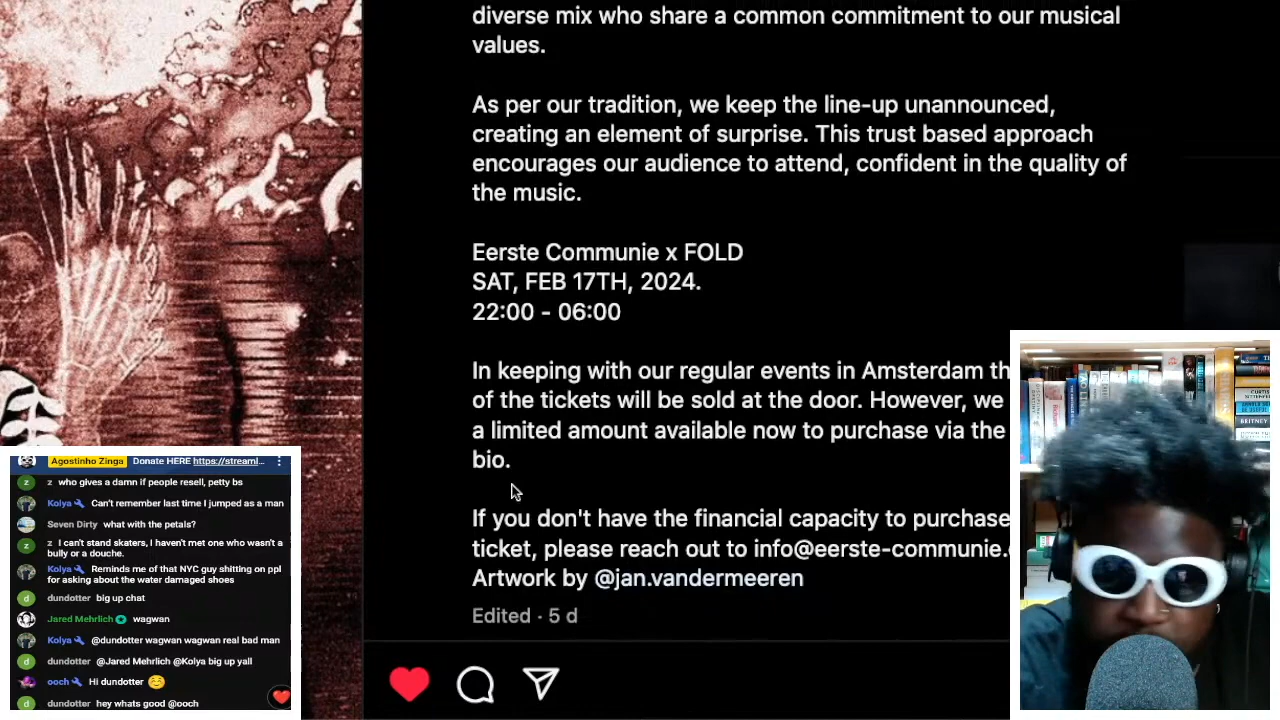 diverse mix who share a common commitment to our musical
values.
As per our tradition, we keep the line-up unannounced,
creating an element of surprise. This trust based approach
encourages our audience to attend, confident in the quality of
the music.
Eerste Communie x FOLD
SAT, FEB 17TH, 2024.
22:00 - 06:00
In keeping with our regular events in Amsterdam th
of the tickets will be sold at the door. However, we
a limited amount available now to purchase via the
bio.
If you don't have the financial capacity to purchase
ticket, please reach out to info@eerste-communie.
Artwork by @jan.vandermeeren
Edited · 5 d
Agostinho Zinga Donate HERE https://streaml...
z z who gives a damn if people resell, petty bs
Kolya Can't remember last time I jumped as a man
Seven Dirty what with the petals?
z z I can't stand skaters, I haven't met one who wasn't a
bully or a douche.
Kolya Reminds me of that NYC guy shitting on ppl
for asking about the water damaged shoes
d dundotter big up chat
Jared Mehrlich wagwan
Kolya @dundotter wagwan wagwan real bad man
d dundotter @Jared Mehrlich @Kolya big up yall
ooch Hi dundotter
d dundotter hey whats good @ooch
BRITNEY